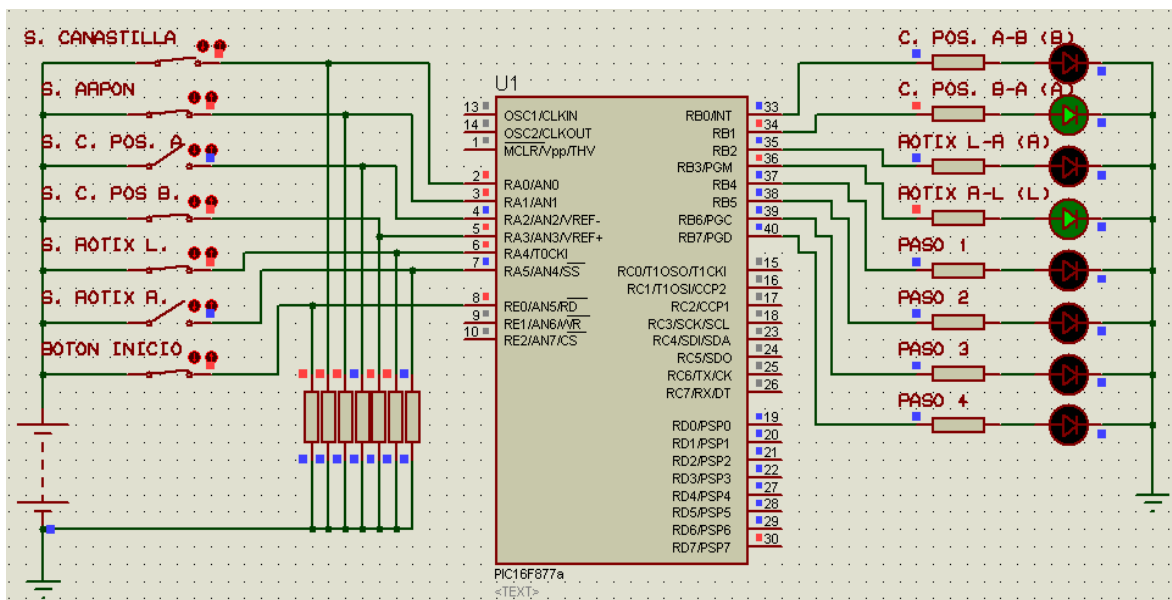 S. CANASTILLA
S. ARPON
S. C. POS. A
S. C. POS B.
S. ROTIX L.
S. ROTIX A.
BOTON INICIO
U1
13 OSC1/CLKIN
14 OSC2/CLKOUT
1 MCLR/Vpp/THV
2 RA0/AN0
3 RA1/AN1
4 RA2/AN2/VREF-
5 RA3/AN3/VREF+
6 RA4/T0CKI
7 RA5/AN4/SS
8 RE0/AN5/RD
9 RE1/AN6/WR
10 RE2/AN7/CS
RB0/INT 33
RB1 34
RB2 35
RB3/PGM 36
RB4 37
RB5 38
RB6/PGC 39
RB7/PGD 40
RC0/T1OSO/T1CKI 15
RC1/T1OSI/CCP2 16
RC2/CCP1 17
RC3/SCK/SCL 18
RC4/SDI/SDA 23
RC5/SDO 24
RC6/TX/CK 25
RC7/RX/DT 26
RD0/PSP0 19
RD1/PSP1 20
RD2/PSP2 21
RD3/PSP3 22
RD4/PSP4 27
RD5/PSP5 28
RD6/PSP6 29
RD7/PSP7 30
PIC16F877a
<TEXT>
C. POS. A-B (B)
C. POS. B-A (A)
ROTIX L-A (A)
ROTIX A-L (L)
PASO 1
PASO 2
PASO 3
PASO 4